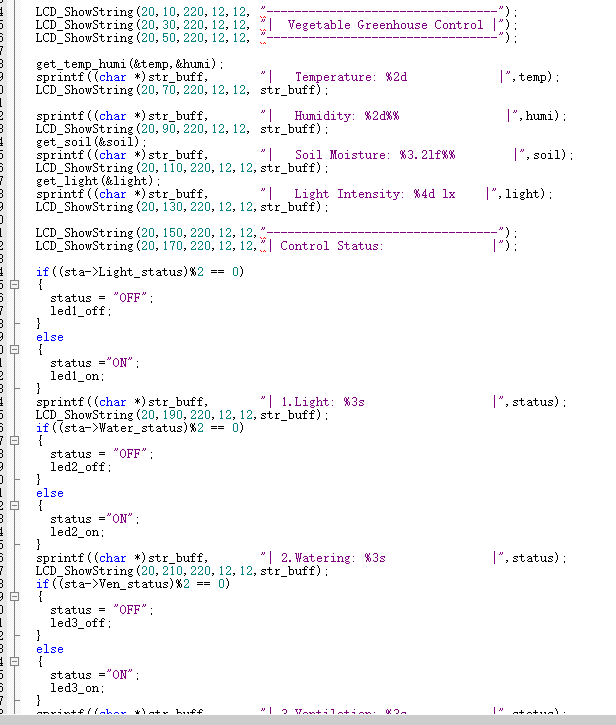 LCD_ShowString(20,10,220,12,12, "---------------------------------");
LCD_ShowString(20,30,220,12,12, "|  Vegetable Greenhouse Control |");
LCD_ShowString(20,50,220,12,12, "---------------------------------");
get_temp_humi(&temp,&humi);
sprintf((char *)str_buff,       "|   Temperature: %2d             |",temp);
LCD_ShowString(20,70,220,12,12, str_buff);
sprintf((char *)str_buff,       "|   Humidity: %2d%%               |",humi);
LCD_ShowString(20,90,220,12,12, str_buff);
get_soil(&soil);
sprintf((char *)str_buff,       "|   Soil Moisture: %3.2lf%%        |",soil);
LCD_ShowString(20,110,220,12,12,str_buff);
get_light(&light);
sprintf((char *)str_buff,       "|   Light Intensity: %4d lx    |",light);
LCD_ShowString(20,130,220,12,12,str_buff);
LCD_ShowString(20,150,220,12,12,"---------------------------------");
LCD_ShowString(20,170,220,12,12,"| Control Status:               |");
if((sta->Light_status)%2 == 0)
{
status = "OFF";
led1_off;
}
else
{
status ="ON";
led1_on;
}
sprintf((char *)str_buff,       "| 1.Light: %3s                  |",status);
LCD_ShowString(20,190,220,12,12,str_buff);
if((sta->Water_status)%2 == 0)
{
status = "OFF";
led2_off;
}
else
{
status ="ON";
led2_on;
}
sprintf((char *)str_buff,       "| 2.Watering: %3s               |",status);
LCD_ShowString(20,210,220,12,12,str_buff);
if((sta->Ven_status)%2 == 0)
{
status = "OFF";
led3_off;
}
else
{
status ="ON";
led3_on;
}